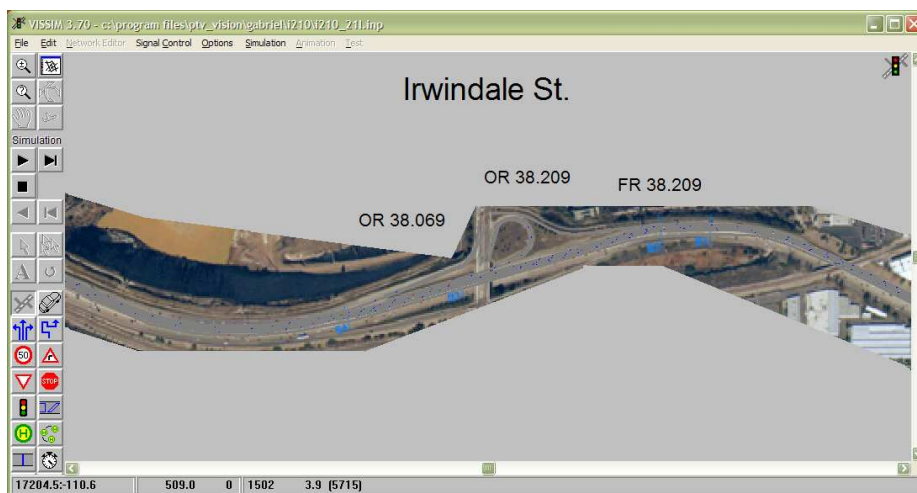 VISSIM 3.70 - c:\program files\ptv_vision\gabriel\i210\i210_21l.inp
File Edit Network Editor Signal Control Options Simulation Animation Test
Irwindale St.
Simulation
OR 38.209 FR 38.209
OR 38.069
A
50
STOP
H
17204.5:-110.6 509.0 0 1502 3.9 (5715)